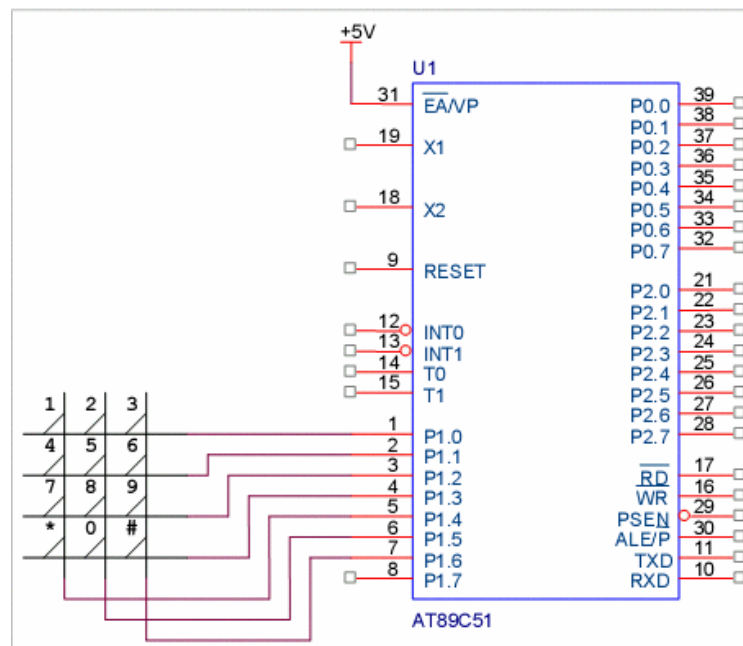 +5V
U1
31 EA/VP P0.0 39
P0.1 38
19 X1 P0.2 37
P0.3 36
P0.4 35
18 X2 P0.5 34
P0.6 33
P0.7 32
9 RESET
P2.0 21
P2.1 22
12 INT0 P2.2 23
13 INT1 P2.3 24
14 T0 P2.4 25
15 T1 P2.5 26
P2.6 27
1 2 3 1 P1.0 P2.7 28
4 5 6 2 P1.1
3 P1.2 RD 17
7 8 9 4 P1.3 WR 16
5 P1.4 PSEN 29
* 0 # 6 P1.5 ALE/P 30
7 P1.6 TXD 11
8 P1.7 RXD 10
AT89C51